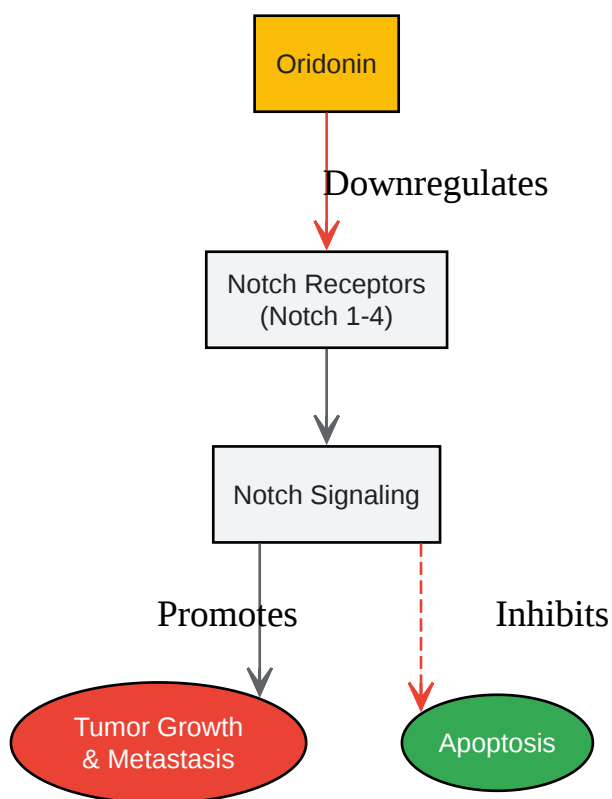 Oridonin
Downregulates
Notch Receptors
(Notch 1-4)
Notch Signaling
Promotes
Inhibits
Tumor Growth
& Metastasis
Apoptosis